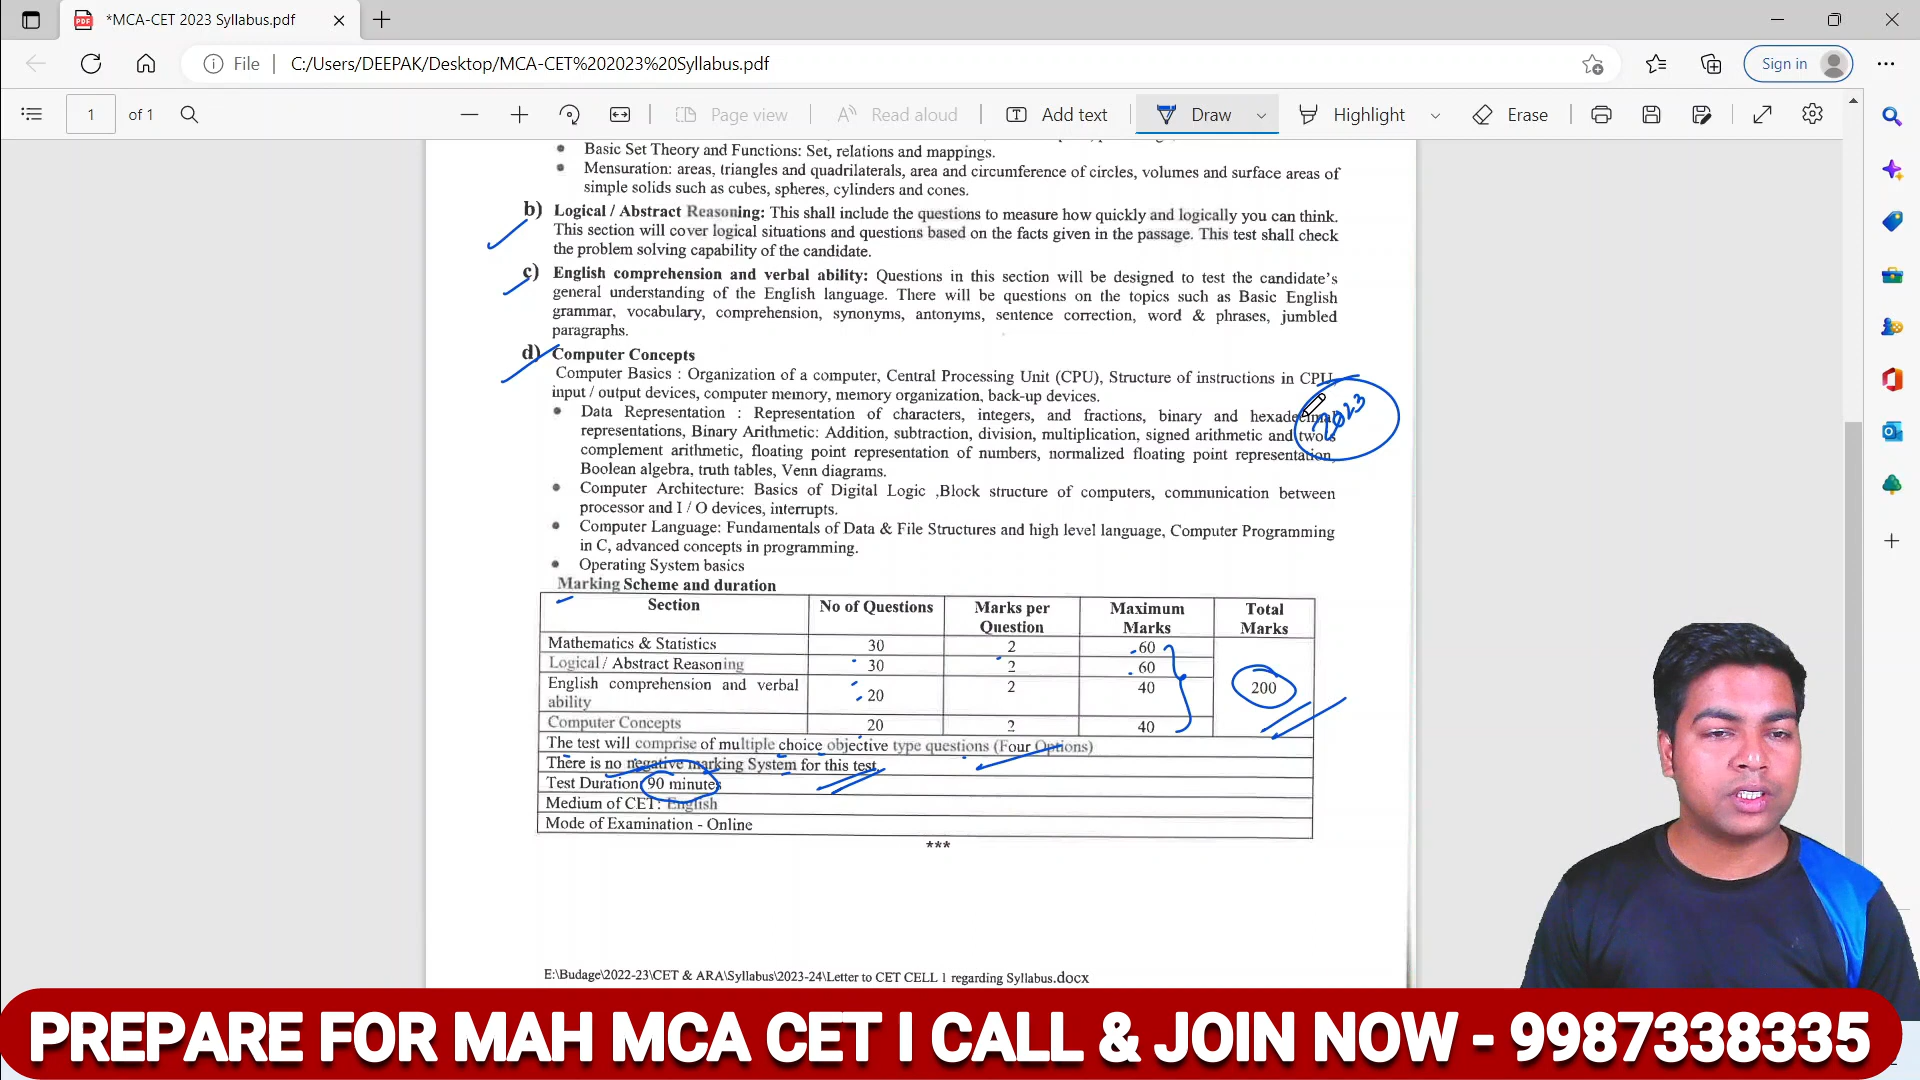 *MCA-CET 2023 Syllabus.pdf
File
C:/Users/DEEPAK/Desktop/MCA-CET%202023%20Syllabus.pdf
Sign in
1 of 1
Page view
Read aloud
Add text
Draw
Highlight
Erase
Basic Set Theory and Functions: Set, relations and mappings.
Mensuration: areas, triangles and quadrilaterals, area and circumference of circles, volumes and surface areas of
simple solids such as cubes, spheres, cylinders and cones.
b) Logical / Abstract Reasoning: This shall include the questions to measure how quickly and logically you can think.
This section will cover logical situations and questions based on the facts given in the passage. This test shall check
the problem solving capability of the candidate.
c) English comprehension and verbal ability: Questions in this section will be designed to test the candidate's
general understanding of the English language. There will be questions on the topics such as Basic English
grammar, vocabulary, comprehension, synonyms, antonyms, sentence correction, word & phrases, jumbled
paragraphs.
d) Computer Concepts
Computer Basics : Organization of a computer, Central Processing Unit (CPU), Structure of instructions in CPU,
input / output devices, computer memory, memory organization, back-up devices.
Data Representation : Representation of characters, integers, and fractions, binary and hexadecimal
2023
representations, Binary Arithmetic: Addition, subtraction, division, multiplication, signed arithmetic and two's
complement arithmetic, floating point representation of numbers, normalized floating point representation,
Boolean algebra, truth tables, Venn diagrams.
Computer Architecture: Basics of Digital Logic ,Block structure of computers, communication between
processor and I / O devices, interrupts.
Computer Language: Fundamentals of Data & File Structures and high level language, Computer Programming
in C, advanced concepts in programming.
Operating System basics
Marking Scheme and duration
Section No of Questions Marks per Question Maximum Marks Total Marks
Mathematics & Statistics 30 2 60
Logical / Abstract Reasoning 30 2 60
English comprehension and verbal ability 20 2 40 200
Computer Concepts 20 2 40
The test will comprise of multiple choice objective type questions (Four Options)
There is no negative marking System for this test
Test Duration 90 minutes
Medium of CET: English
Mode of Examination - Online
***
E:\Budage\2022-23\CET & ARA\Syllabus\2023-24\Letter to CET CELL 1 regarding Syllabus.docx
PREPARE FOR MAH MCA CET I CALL & JOIN NOW - 9987338335